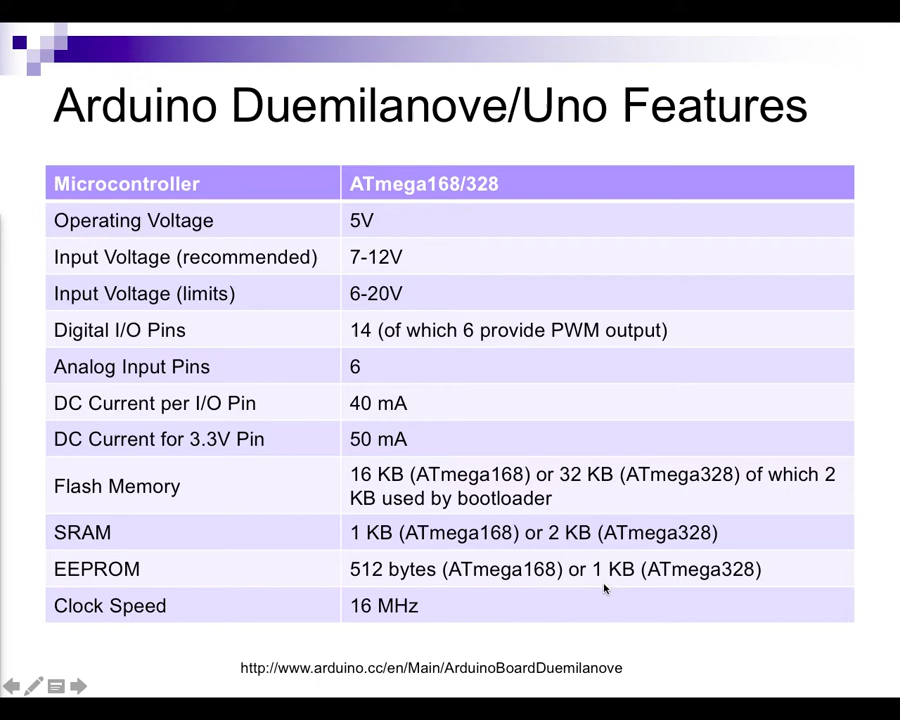 Arduino Duemilanove/Uno Features
Microcontroller ATmega168/328
Operating Voltage 5V
Input Voltage (recommended) 7-12V
Input Voltage (limits) 6-20V
Digital I/O Pins 14 (of which 6 provide PWM output)
Analog Input Pins 6
DC Current per I/O Pin 40 mA
DC Current for 3.3V Pin 50 mA
Flash Memory 16 KB (ATmega168) or 32 KB (ATmega328) of which 2
KB used by bootloader
SRAM 1 KB (ATmega168) or 2 KB (ATmega328)
EEPROM 512 bytes (ATmega168) or 1 KB (ATmega328)
Clock Speed 16 MHz
http://www.arduino.cc/en/Main/ArduinoBoardDuemilanove